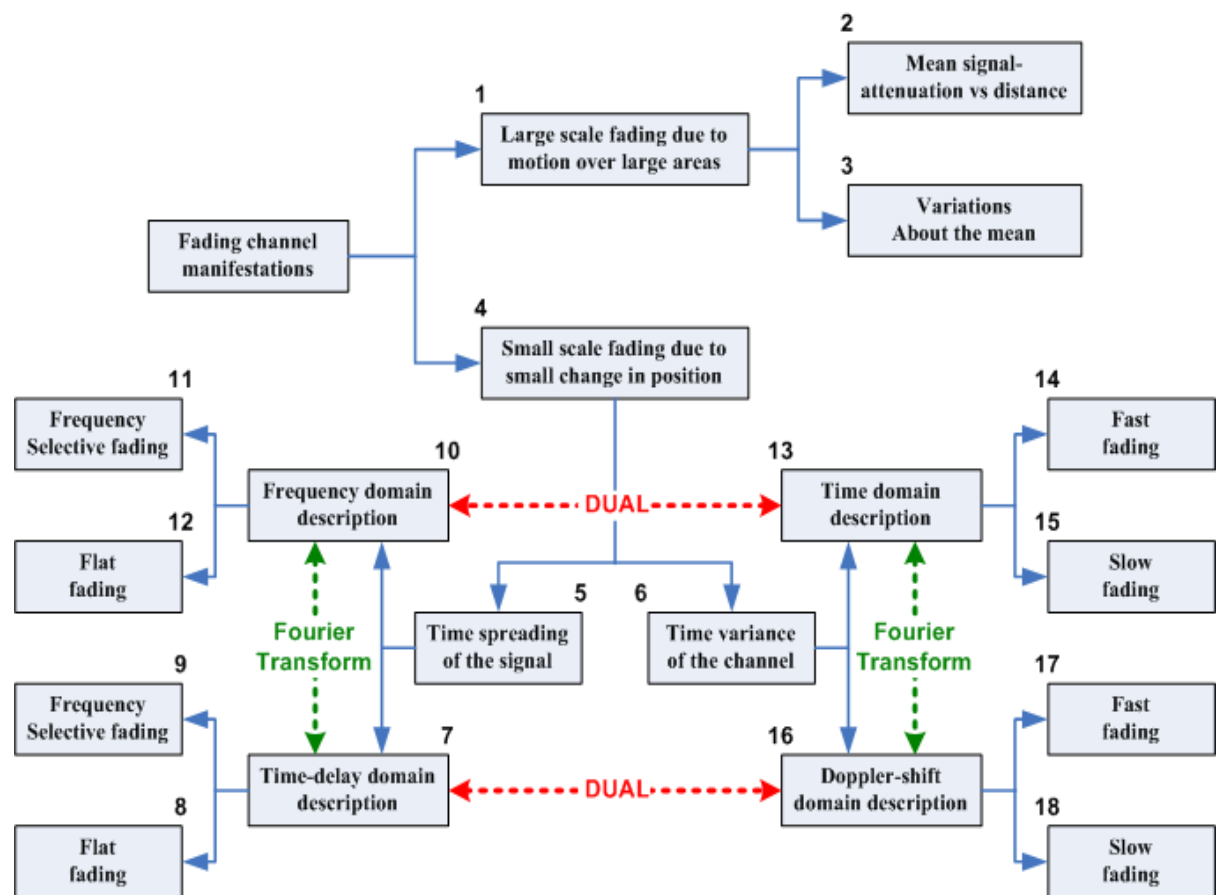 2
Mean signal-
attenuation vs distance
1
Large scale fading due to
motion over large areas
3
Variations
About the mean
Fading channel
manifestations
4
Small scale fading due to
small change in position
11
Frequency
Selective fading
14
Fast
fading
10
Frequency domain
description
DUAL
13
Time domain
description
12
Flat
fading
15
Slow
fading
5
Time spreading
of the signal
6
Time variance
of the channel
Fourier
Transform
Fourier
Transform
9
Frequency
Selective fading
17
Fast
fading
7
Time-delay domain
description
DUAL
16
Doppler-shift
domain description
8
Flat
fading
18
Slow
fading